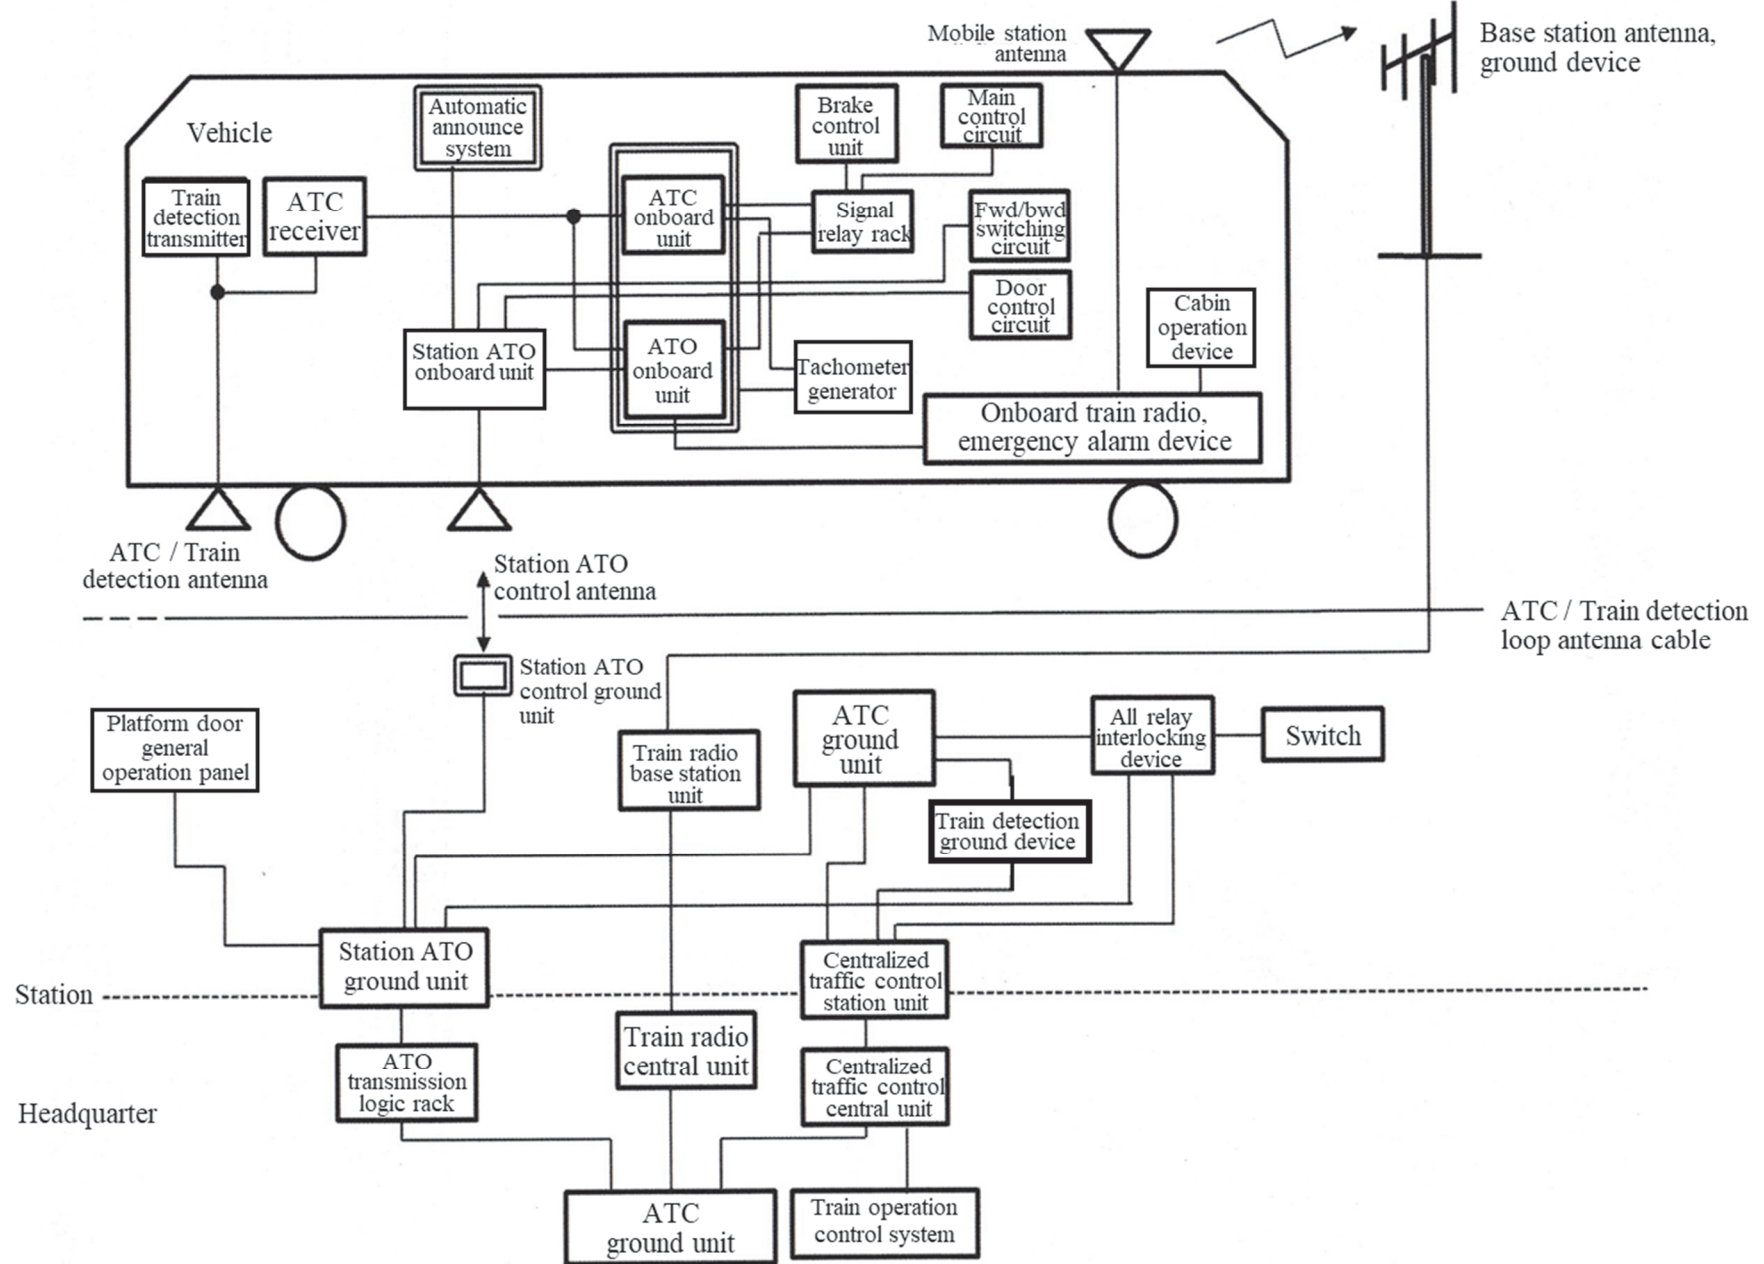 Mobile station
antenna
Base station antenna,
ground device
Vehicle
Automatic
announce
system
Brake
control
unit
Main
control
circuit
Train
detection
transmitter
ATC
receiver
ATC
onboard
unit
Signal
relay rack
Fwd/bwd
switching
circuit
Door
control
circuit
Cabin
operation
device
Station ATO
onboard unit
ATO
onboard
unit
Tachometer
generator
Onboard train radio,
emergency alarm device
ATC / Train
detection antenna
Station ATO
control antenna
ATC / Train detection
loop antenna cable
Station ATO
control ground
unit
Platform door
general
operation panel
Train radio
base station
unit
ATC
ground
unit
All relay
interlocking
device
Switch
Train detection
ground device
Station ATO
ground unit
Centralized
traffic control
station unit
Station
Train radio
central unit
ATO
transmission
logic rack
Centralized
traffic control
central unit
Headquarter
ATC
ground unit
Train operation
control system